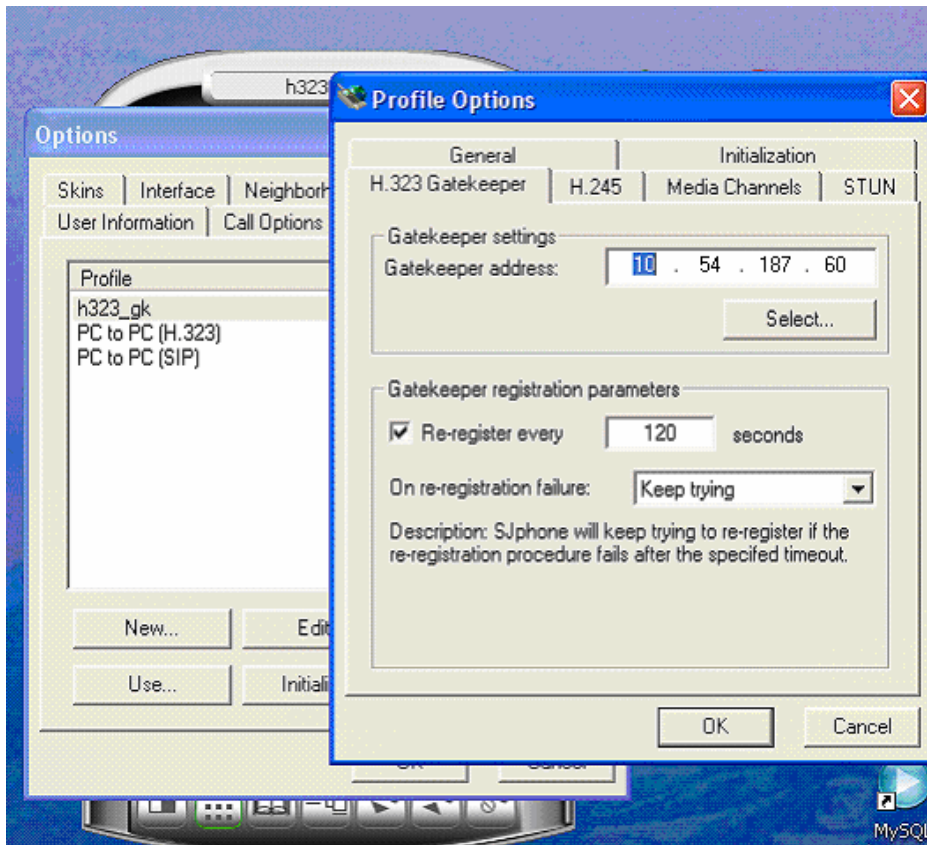 h323
Profile Options
Options
General
Initialization
H.323 Gatekeeper
H.245
Media Channels
STUN
Skins
Interface
User Information
Call Options
Gatekeeper settings
Gatekeeper address:
10 . 54 . 187 . 60
Select...
Profile
h323_gk
PC to PC (H.323)
PC to PC (SIP)
Gatekeeper registration parameters
Re-register every
120
seconds
On re-registration failure:
Keep trying
Description: SJphone will keep trying to re-register if the
re-registration procedure fails after the specifed timeout.
New...
Edit
Use...
OK
Cancel
MySQL